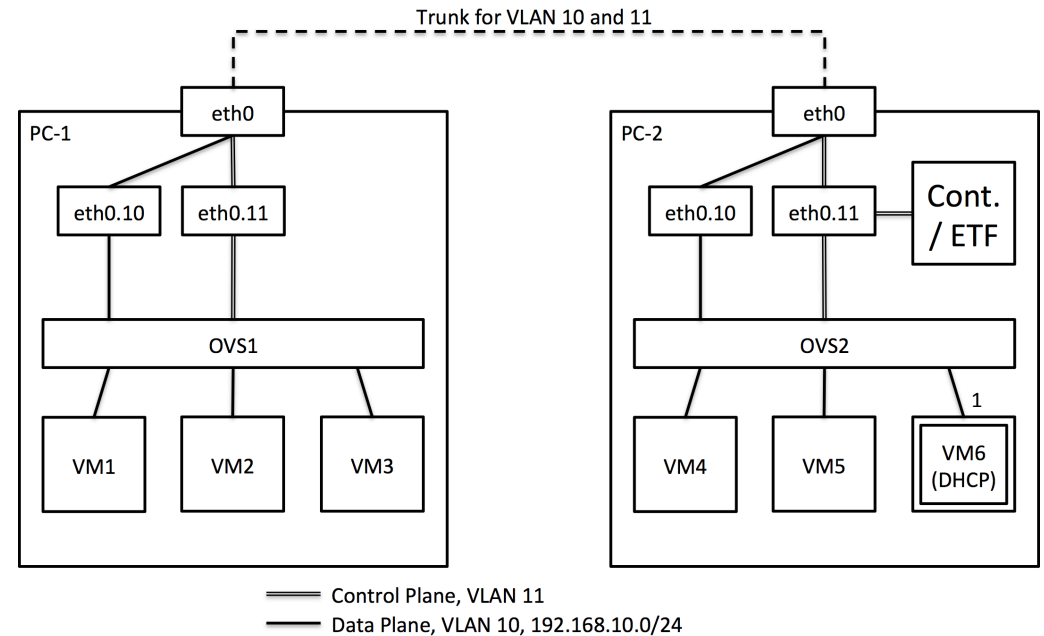 Trunk for VLAN 10 and 11
eth0
eth0
PC-1
PC-2
eth0.10
eth0.11
eth0.10
eth0.11
Cont.
/ ETF
OVS1
OVS2
1
VM1
VM2
VM3
VM4
VM5
VM6
(DHCP)
Control Plane, VLAN 11
Data Plane, VLAN 10, 192.168.10.0/24